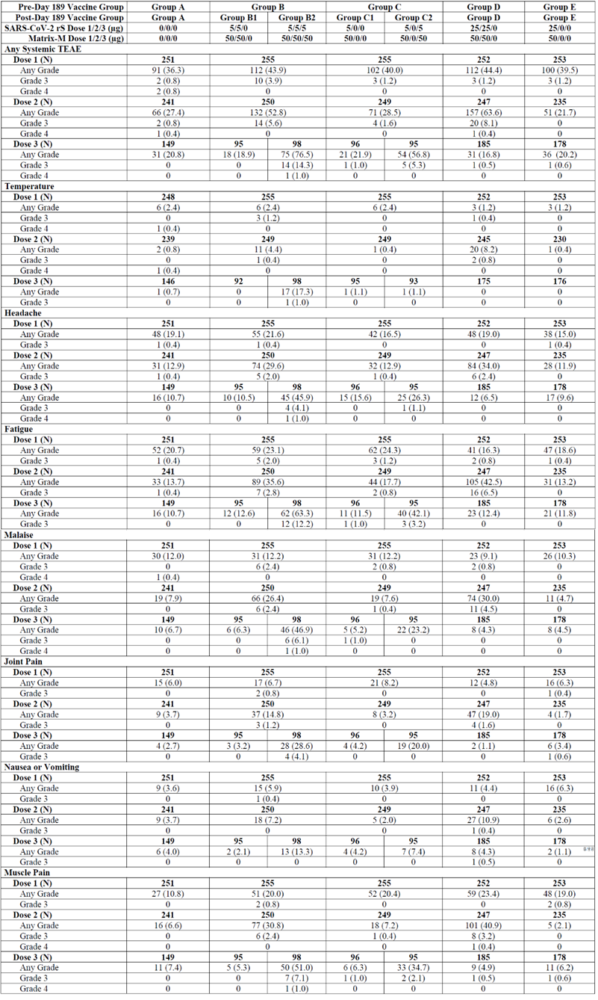 Pre-Day 189 Vaccine Group Group A Group B Group C Group D Group E
Post-Day 189 Vaccine Group Group A Group B1 Group B2 Group C1 Group C2 Group D Group E
SARS-CoV-2 rS Dose 1/2/3 (µg) 0/0/0 5/5/0 5/5/5 5/0/0 5/0/5 25/25/0 25/0/0
Matrix-M Dose 1/2/3 (µg) 0/0/0 50/50/0 50/50/50 50/0/0 50/0/50 50/50/0 50/0/0
Any Systemic TEAE
Dose 1 (N) 251 255 255 252 253
Any Grade 91 (36.3) 112 (43.9) 102 (40.0) 112 (44.4) 100 (39.5)
Grade 3 2 (0.8) 10 (3.9) 3 (1.2) 3 (1.2) 3 (1.2)
Grade 4 2 (0.8) 0 0 0 0
Dose 2 (N) 241 250 249 247 235
Any Grade 66 (27.4) 132 (52.8) 71 (28.5) 157 (63.6) 51 (21.7)
Grade 3 2 (0.8) 14 (5.6) 4 (1.6) 20 (8.1) 0
Grade 4 1 (0.4) 0 0 1 (0.4) 0
Dose 3 (N) 149 95 98 96 95 185 178
Any Grade 31 (20.8) 18 (18.9) 75 (76.5) 21 (21.9) 54 (56.8) 31 (16.8) 36 (20.2)
Grade 3 0 0 14 (14.3) 1 (1.0) 5 (5.3) 1 (0.5) 1 (0.6)
Grade 4 0 0 1 (1.0) 0 0 0 0
Temperature
Dose 1 (N) 248 255 255 252 253
Any Grade 6 (2.4) 6 (2.4) 6 (2.4) 3 (1.2) 3 (1.2)
Grade 3 0 3 (1.2) 0 1 (0.4) 0
Grade 4 1 (0.4) 0 0 0 0
Dose 2 (N) 239 249 249 245 230
Any Grade 2 (0.8) 11 (4.4) 1 (0.4) 20 (8.2) 1 (0.4)
Grade 3 0 1 (0.4) 0 2 (0.8) 0
Grade 4 1 (0.4) 0 0 0 0
Dose 3 (N) 146 92 98 95 93 175 176
Any Grade 1 (0.7) 0 17 (17.3) 1 (1.1) 1 (1.1) 0 0
Grade 3 0 0 1 (1.0) 0 0 0 0
Headache
Dose 1 (N) 251 255 255 252 253
Any Grade 48 (19.1) 55 (21.6) 42 (16.5) 48 (19.0) 38 (15.0)
Grade 3 1 (0.4) 1 (0.4) 0 0 1 (0.4)
Dose 2 (N) 241 250 249 247 235
Any Grade 31 (12.9) 74 (29.6) 32 (12.9) 84 (34.0) 28 (11.9)
Grade 3 1 (0.4) 5 (2.0) 1 (0.4) 6 (2.4) 0
Dose 3 (N) 149 95 98 96 95 185 178
Any Grade 16 (10.7) 10 (10.5) 45 (45.9) 15 (15.6) 25 (26.3) 12 (6.5) 17 (9.6)
Grade 3 0 0 4 (4.1) 0 1 (1.1) 0 0
Grade 4 0 0 1 (1.0) 0 0 0 0
Fatigue
Dose 1 (N) 251 255 255 252 253
Any Grade 52 (20.7) 59 (23.1) 62 (24.3) 41 (16.3) 47 (18.6)
Grade 3 1 (0.4) 5 (2.0) 3 (1.2) 2 (0.8) 1 (0.4)
Dose 2 (N) 241 250 249 247 235
Any Grade 33 (13.7) 89 (35.6) 44 (17.7) 105 (42.5) 31 (13.2)
Grade 3 1 (0.4) 7 (2.8) 2 (0.8) 16 (6.5) 0
Dose 3 (N) 149 95 98 96 95 185 178
Any Grade 16 (10.7) 12 (12.6) 62 (63.3) 11 (11.5) 40 (42.1) 23 (12.4) 21 (11.8)
Grade 3 0 0 12 (12.2) 1 (1.0) 3 (3.2) 0 0
Malaise
Dose 1 (N) 251 255 255 252 253
Any Grade 30 (12.0) 31 (12.2) 31 (12.2) 23 (9.1) 26 (10.3)
Grade 3 0 6 (2.4) 2 (0.8) 2 (0.8) 0
Grade 4 1 (0.4) 0 0 0 0
Dose 2 (N) 241 250 249 247 235
Any Grade 19 (7.9) 66 (26.4) 19 (7.6) 74 (30.0) 11 (4.7)
Grade 3 0 6 (2.4) 1 (0.4) 11 (4.5) 0
Dose 3 (N) 149 95 98 96 95 185 178
Any Grade 10 (6.7) 6 (6.3) 46 (46.9) 5 (5.2) 22 (23.2) 8 (4.3) 8 (4.5)
Grade 3 0 0 6 (6.1) 1 (1.0) 0 0 0
Grade 4 0 0 1 (1.0) 0 0 0 0
Joint Pain
Dose 1 (N) 251 255 255 252 253
Any Grade 15 (6.0) 17 (6.7) 21 (8.2) 12 (4.8) 16 (6.3)
Grade 3 0 2 (0.8) 0 0 1 (0.4)
Dose 2 (N) 241 250 249 247 235
Any Grade 9 (3.7) 37 (14.8) 8 (3.2) 47 (19.0) 4 (1.7)
Grade 3 0 3 (1.2) 0 4 (1.6) 0
Dose 3 (N) 149 95 98 96 95 185 178
Any Grade 4 (2.7) 3 (3.2) 28 (28.6) 4 (4.2) 19 (20.0) 2 (1.1) 6 (3.4)
Grade 3 0 0 4 (4.1) 0 0 0 1 (0.6)
Nausea or Vomiting
Dose 1 (N) 251 255 255 252 253
Any Grade 9 (3.6) 15 (5.9) 10 (3.9) 11 (4.4) 16 (6.3)
Grade 3 0 1 (0.4) 0 0 0
Dose 2 (N) 241 250 249 247 235
Any Grade 9 (3.7) 18 (7.2) 5 (2.0) 27 (10.9) 6 (2.6)
Grade 3 0 0 0 1 (0.4) 0
Dose 3 (N) 149 95 98 96 95 185 178
Any Grade 6 (4.0) 2 (2.1) 13 (13.3) 4 (4.2) 7 (7.4) 8 (4.3) 2 (1.1)
Grade 3 0 0 0 0 0 1 (0.5) 0
Muscle Pain
Dose 1 (N) 251 255 255 252 253
Any Grade 27 (10.8) 51 (20.0) 52 (20.4) 59 (23.4) 48 (19.0)
Grade 3 0 2 (0.8) 0 0 2 (0.8)
Dose 2 (N) 241 250 249 247 235
Any Grade 16 (6.6) 77 (30.8) 18 (7.2) 101 (40.9) 5 (2.1)
Grade 3 0 6 (2.4) 1 (0.4) 8 (3.2) 0
Grade 4 0 0 0 1 (0.4) 0
Dose 3 (N) 149 95 98 96 95 185 178
Any Grade 11 (7.4) 5 (5.3) 50 (51.0) 6 (6.3) 33 (34.7) 9 (4.9) 11 (6.2)
Grade 3 0 0 7 (7.1) 1 (1.0) 2 (2.1) 1 (0.5) 1 (0.6)
Grade 4 0 0 1 (1.0) 0 0 0 0